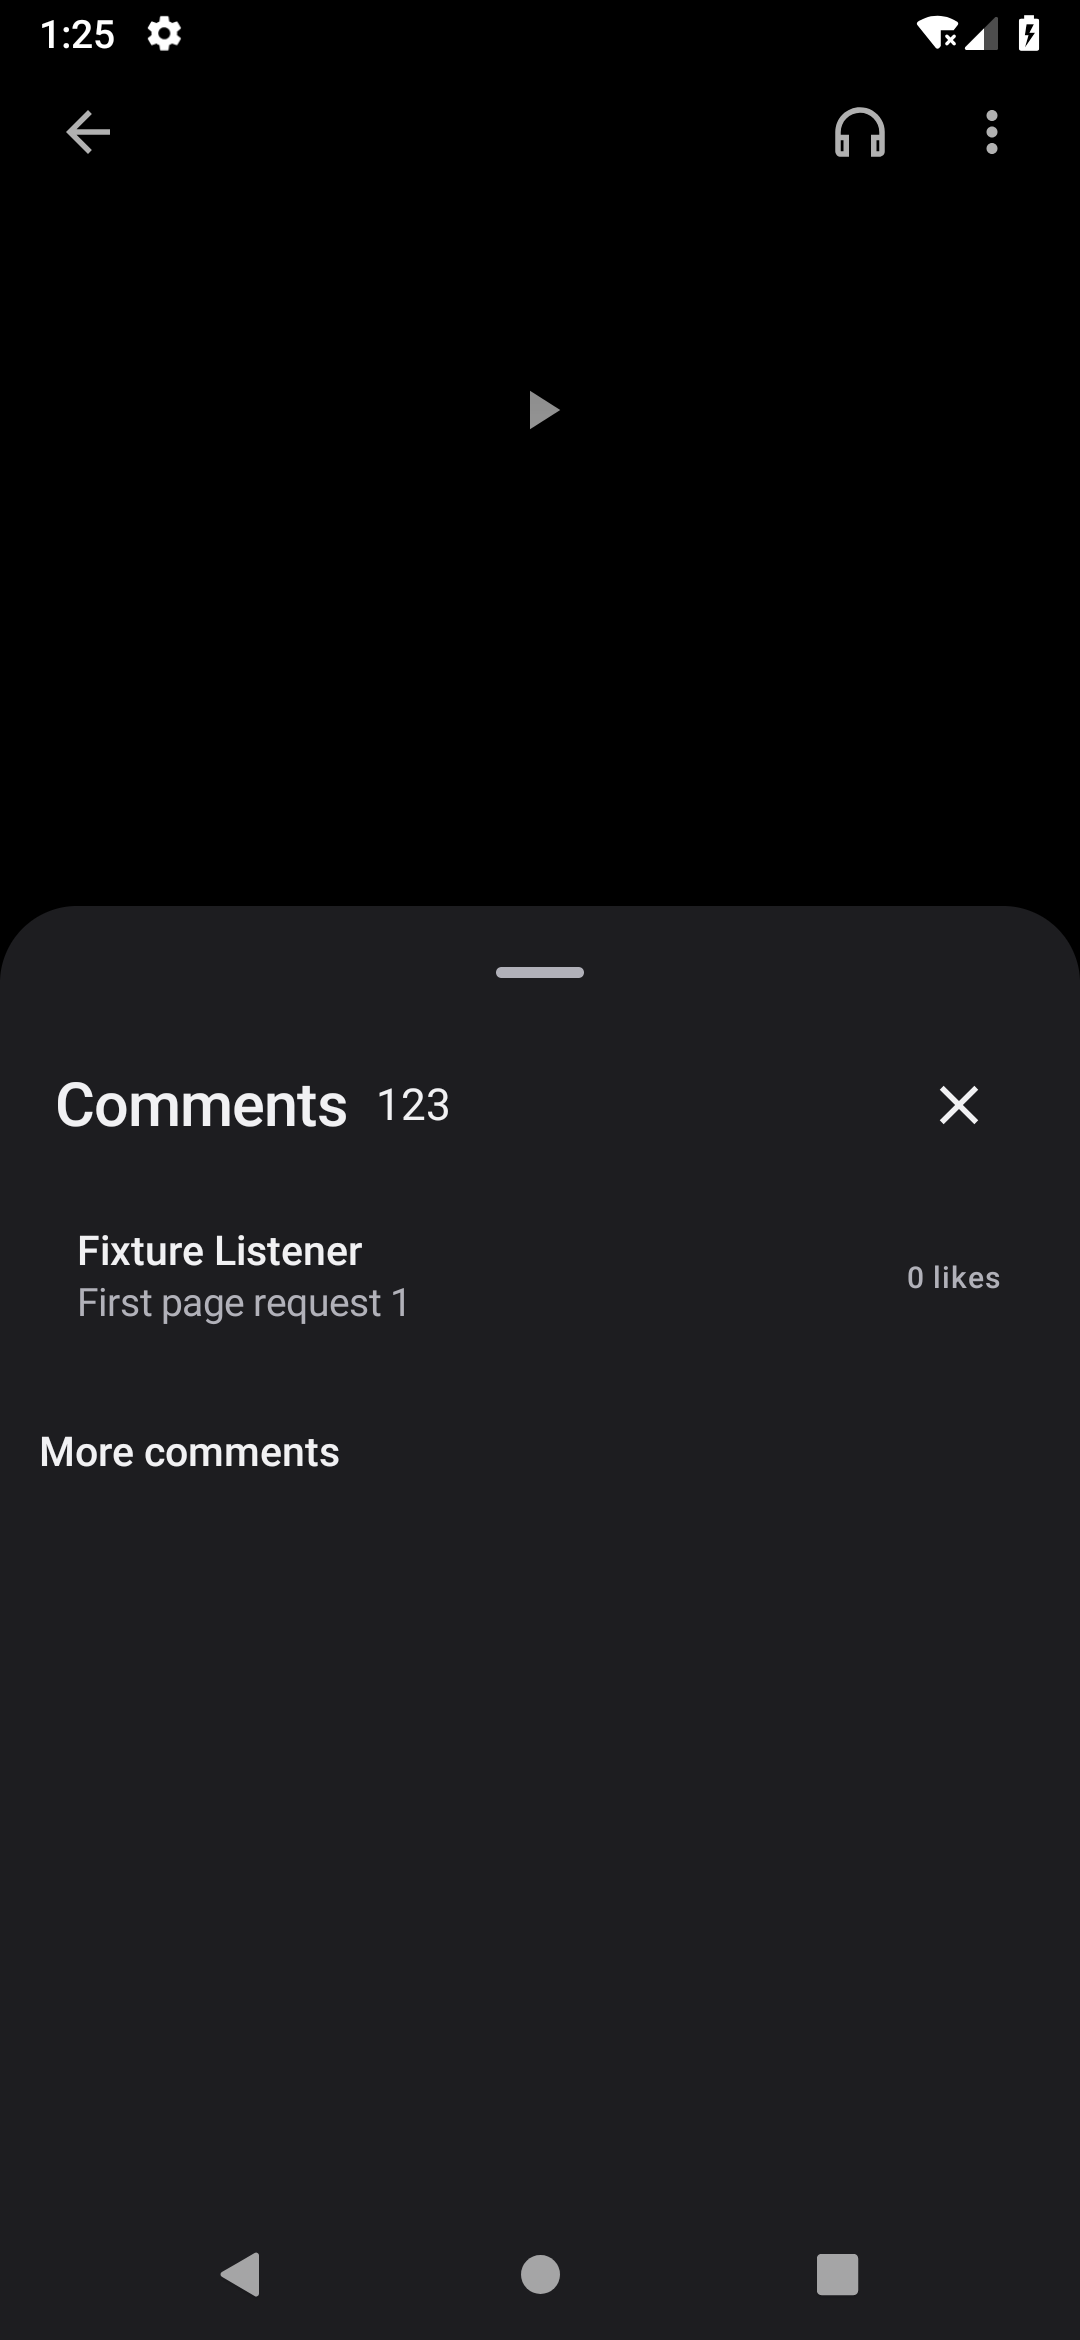 1:25
Comments 123
Fixture Listener
First page request 1
0 likes
More comments